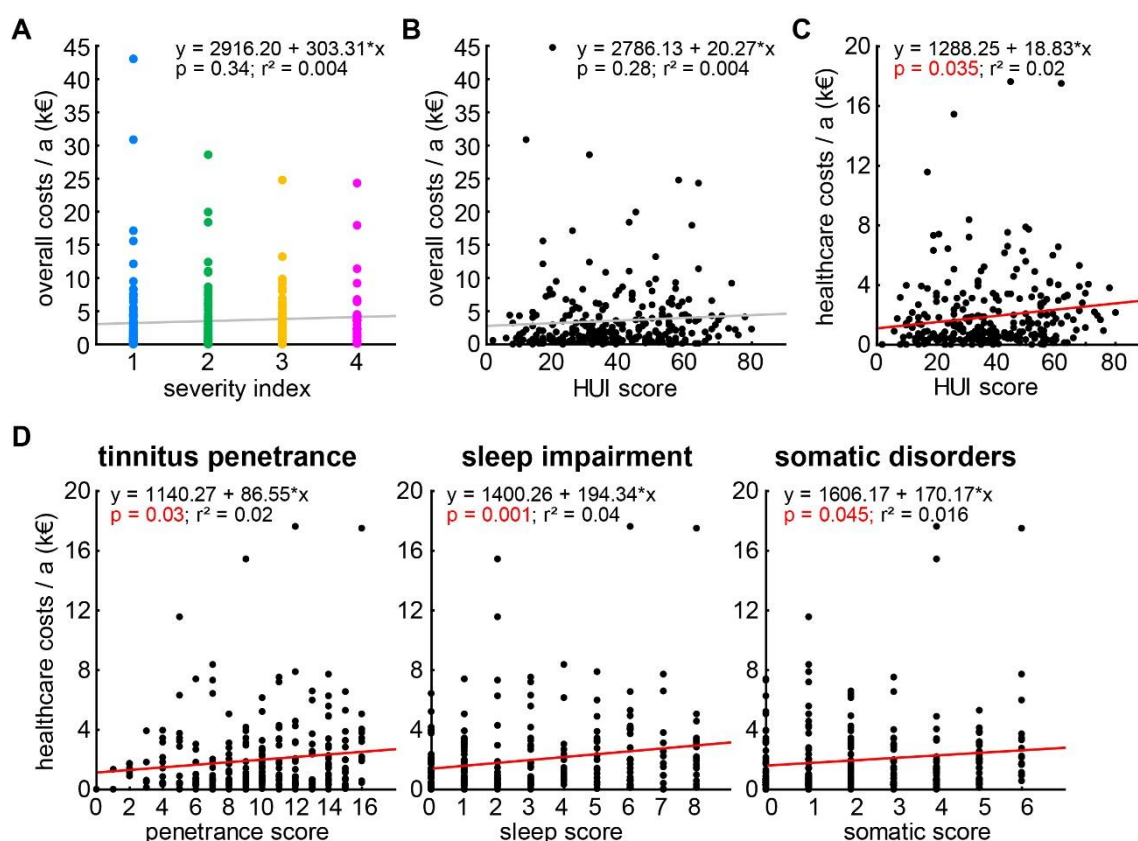 A
y = 2916.20 + 303.31*x
p = 0.34; r² = 0.004
overall costs / a (k€)
45
40
35
30
25
20
15
10
5
0
1 2 3 4
severity index
B
y = 2786.13 + 20.27*x
p = 0.28; r² = 0.004
overall costs / a (k€)
45
40
35
30
25
20
15
10
5
0
0 20 40 60 80
HUI score
C
y = 1288.25 + 18.83*x
p = 0.035; r² = 0.02
healthcare costs / a (k€)
20
16
12
8
4
0
0 20 40 60 80
HUI score
D
tinnitus penetrance
y = 1140.27 + 86.55*x
p = 0.03; r² = 0.02
healthcare costs / a (k€)
20
16
12
8
4
0
0 2 4 6 8 10 12 14 16
penetrance score
sleep impairment
y = 1400.26 + 194.34*x
p = 0.001; r² = 0.04
20
16
12
8
4
0
0 1 2 3 4 5 6 7 8
sleep score
somatic disorders
y = 1606.17 + 170.17*x
p = 0.045; r² = 0.016
20
16
12
8
4
0
0 1 2 3 4 5 6
somatic score